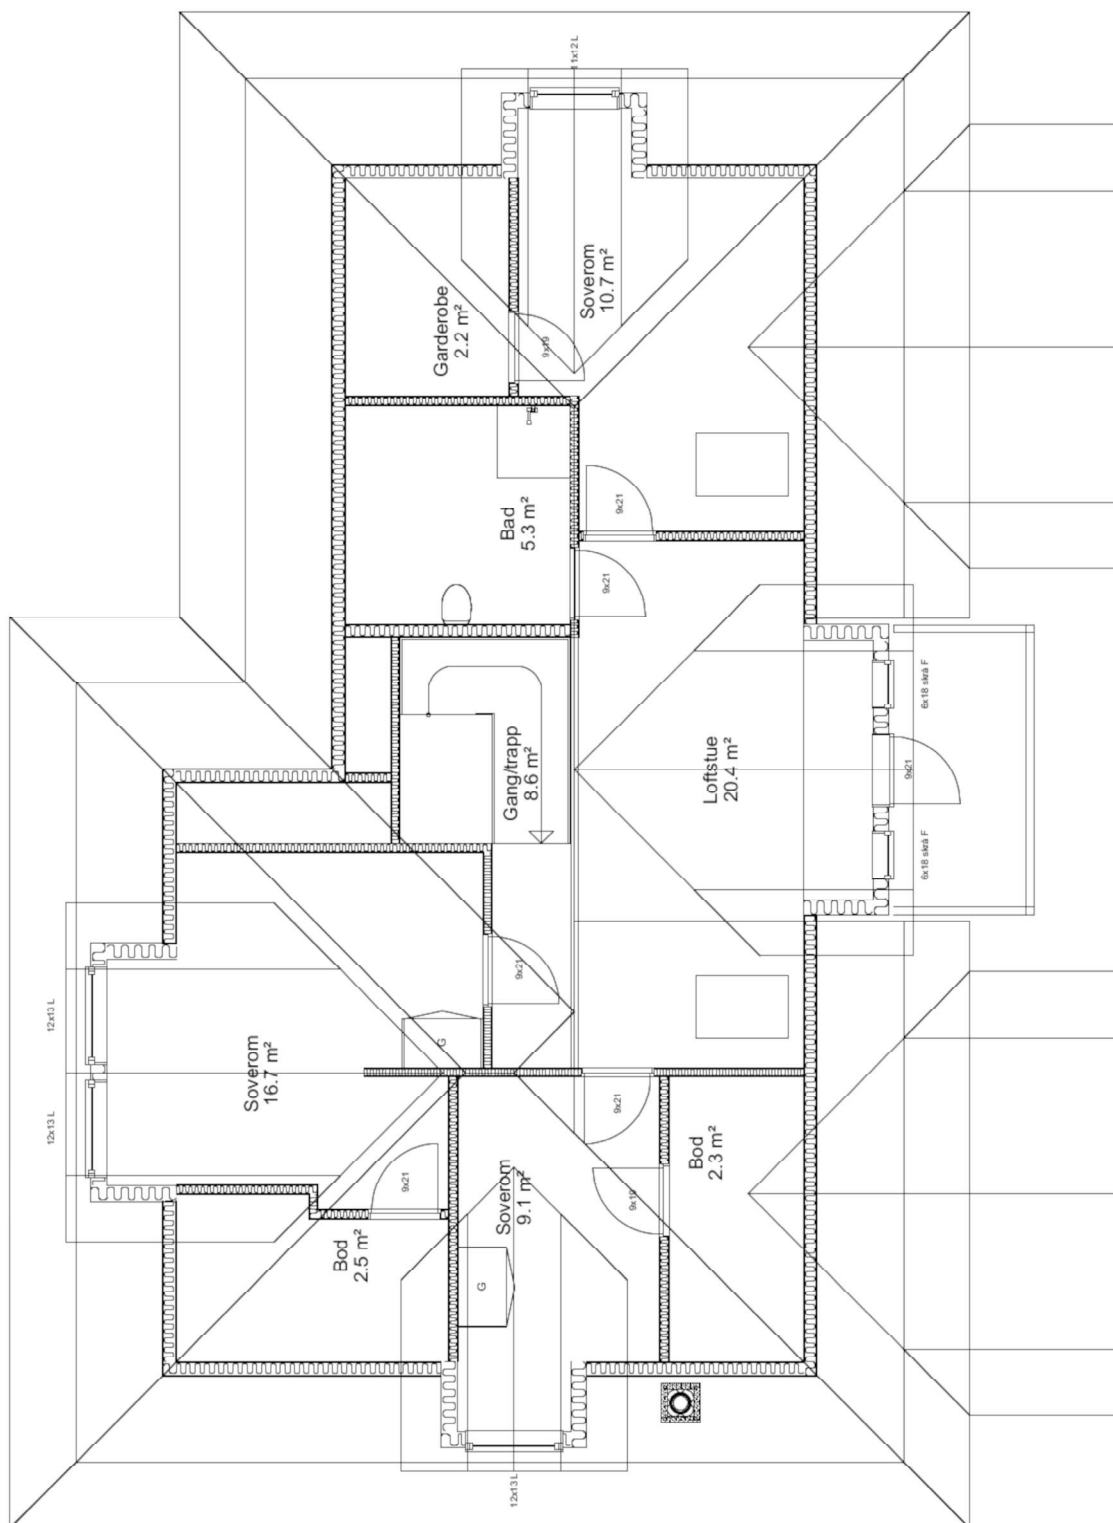 11x12 L
Soverom
10.7 m²
Garderobe
2.2 m²
9x19
Bad
5.3 m²
9x21
9x21
Gang/trapp
8.6 m²
Loftstue
20.4 m²
6x18 skrå F
9x21
6x18 skrå F
12x13 L
12x13 L
Soverom
16.7 m²
9x21
G
9x21
9x21
Bod
2.5 m²
Soverom
9.1 m²
9x19
Bod
2.3 m²
G
12x13 L